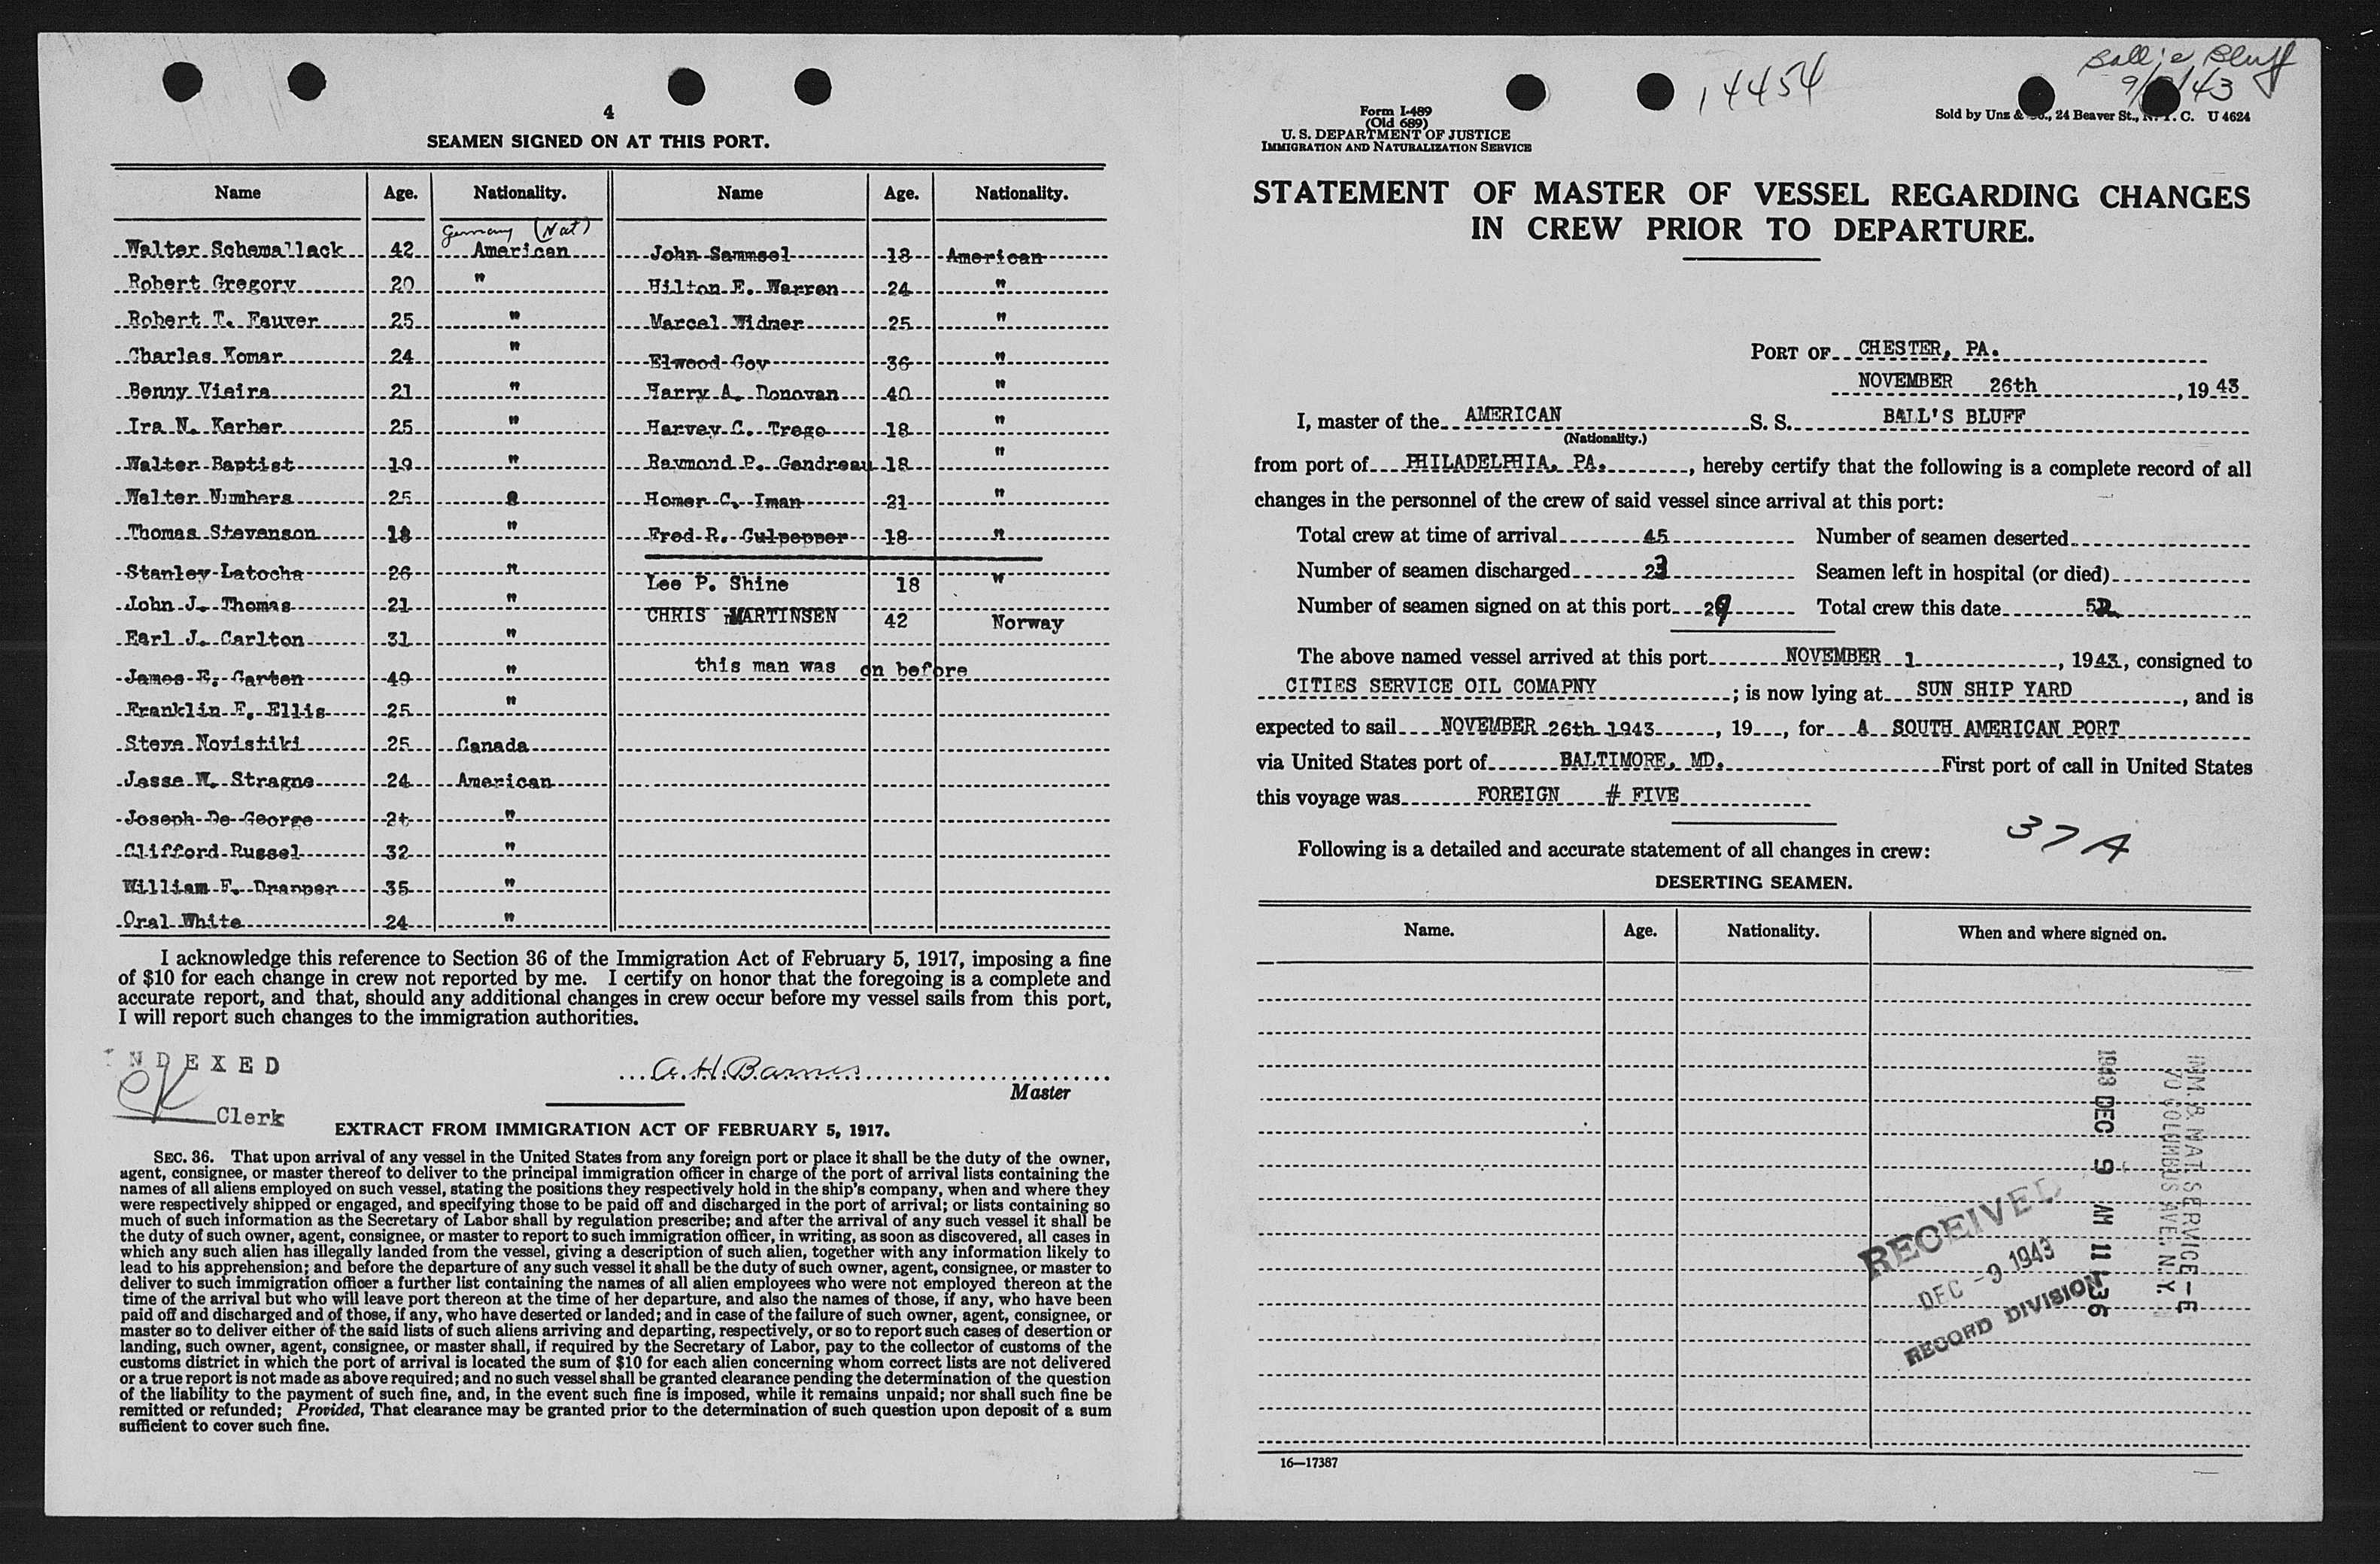 4
SEAMEN SIGNED ON AT THIS PORT.
Name Age. Nationality. Name Age. Nationality.
Germany (Nat)
Walter Schemallack 42 American John Sammsel 18 American
Robert Gregory 20 " Hilton E. Warren 24 "
Robert T. Fauver 25 " Marcel Widmer 25 "
Charles Komar 24 " Elwood Goy 36 "
Benny Vieira 21 " Harry A. Donovan 40 "
Ira N. Kerher 25 " Harvey C. Trego 18 "
Walter Baptist 19 " Raymond P. Gendreau 18 "
Walter Numbers 25 Homer C. Iman 21 "
Thomas Stevenson 18 " Fred R. Culpepper 18 "
Stanley Latocha 26 " Lee P. Shine 18 "
John J. Thomas 21 " CHRIS MARTINSEN 42 Norway
Earl J. Carlton 31 "
James E. Carten 49 " this man was on before
Franklin E. Ellis 25 "
Steve Novistiki 25 Canada
Jesse W. Stragne 24 American
Joseph De George "
Clifford Russel 32 "
William F. Drapper 35 "
Oral White 24 "
I acknowledge this reference to Section 36 of the Immigration Act of February 5, 1917, imposing a fine
of $10 for each change in crew not reported by me. I certify on honor that the foregoing is a complete and
accurate report, and that, should any additional changes in crew occur before my vessel sails from this port,
I will report such changes to the immigration authorities.
INDEXED
A. H. Barnes
Master
Clerk
EXTRACT FROM IMMIGRATION ACT OF FEBRUARY 5, 1917.
SEC. 36. That upon arrival of any vessel in the United States from any foreign port or place it shall be the duty of the owner,
agent, consignee, or master thereof to deliver to the principal immigration officer in charge of the port of arrival lists containing the
names of all aliens employed on such vessel, stating the positions they respectively hold in the ship's company, when and where they
were respectively shipped or engaged, and specifying those to be paid off and discharged in the port of arrival; or lists containing so
much of such information as the Secretary of Labor shall by regulation prescribe; and after the arrival of any such vessel it shall be
the duty of such owner, agent, consignee, or master to report to such immigration officer, in writing, as soon as discovered, all cases in
which any such alien has illegally landed from the vessel, giving a description of such alien, together with any information likely to
lead to his apprehension; and before the departure of any such vessel it shall be the duty of such owner, agent, consignee, or master to
deliver to such immigration officer a further list containing the names of all alien employees who were not employed thereon at the
time of the arrival but who will leave port thereon at the time of her departure, and also the names of those, if any, who have been
paid off and discharged and of those, if any, who have deserted or landed; and in case of the failure of such owner, agent, consignee, or
master so to deliver either of the said lists of such aliens arriving and departing, respectively, or so to report such cases of desertion or
landing, such owner, agent, consignee, or master shall, if required by the Secretary of Labor, pay to the collector of customs of the
customs district in which the port of arrival is located the sum of $10 for each alien concerning whom correct lists are not delivered
or a true report is not made as above required; and no such vessel shall be granted clearance pending the determination of the question
of the liability to the payment of such fine, and, in the event such fine is imposed, while it remains unpaid; nor shall such fine be
remitted or refunded; Provided, That clearance may be granted prior to the determination of such question upon deposit of a sum
sufficient to cover such fine.
Ball's Bluff
14454
Form I-489
(Old 689)
U. S. DEPARTMENT OF JUSTICE
IMMIGRATION AND NATURALIZATION SERVICE
Sold by Unz & Co., 24 Beaver St., N. Y. C. U 4624
STATEMENT OF MASTER OF VESSEL REGARDING CHANGES
IN CREW PRIOR TO DEPARTURE.
PORT OF CHESTER, PA.
NOVEMBER 26th, 1943
I, master of the AMERICAN S. S. BALL'S BLUFF
(Nationality.)
from port of PHILADELPHIA, PA., hereby certify that the following is a complete record of all
changes in the personnel of the crew of said vessel since arrival at this port:
Total crew at time of arrival 45 Number of seamen deserted
Number of seamen discharged 23 Seamen left in hospital (or died)
Number of seamen signed on at this port 29 Total crew this date 52
The above named vessel arrived at this port NOVEMBER 1, 1943, consigned to
CITIES SERVICE OIL COMAPNY; is now lying at SUN SHIP YARD, and is
expected to sail NOVEMBER 26th 1943, 19, for A SOUTH AMERICAN PORT
via United States port of BALTIMORE, MD. First port of call in United States
this voyage was FOREIGN # FIVE
37A
Following is a detailed and accurate statement of all changes in crew:
DESERTING SEAMEN.
Name. Age. Nationality. When and where signed on.
IMM. & NAT. SERVICE-E
70 COLUMBUS AVE., N.Y.
1943 DEC 9 AM 11 36
RECEIVED
DEC -9 1943
RECORD DIVISION
16—17387